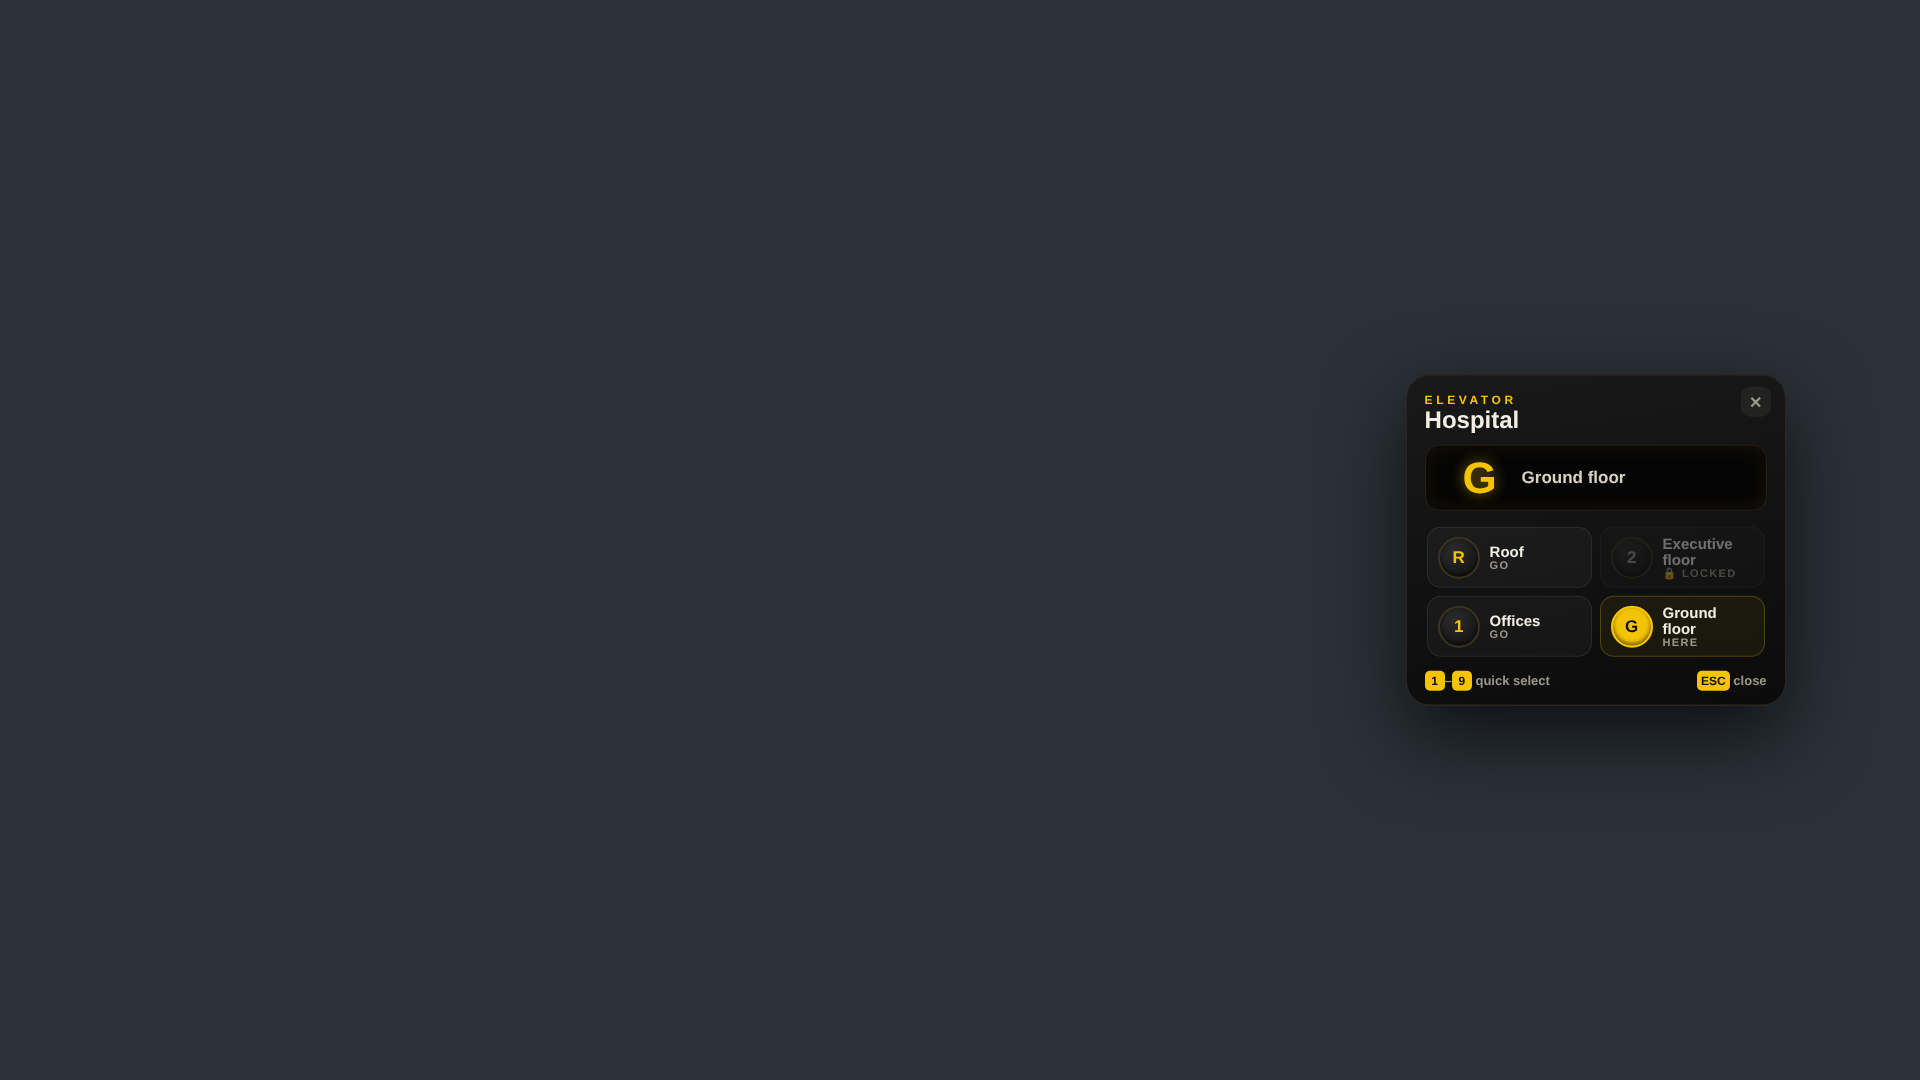 ELEVATOR
Hospital
✕
G Ground floor
R Roof
GO
2 Executive
floor
🔒 LOCKED
1 Offices
GO
G Ground
floor
HERE
1–9 quick select
ESC close